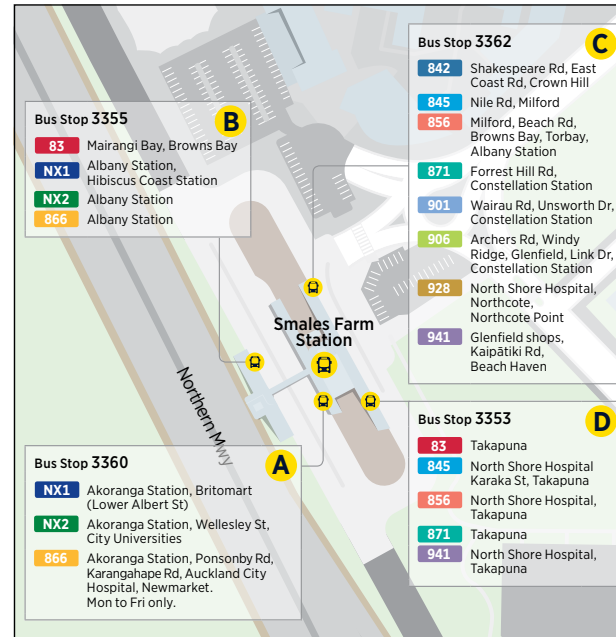 Bus Stop 3362
C
842 Shakespeare Rd, East
Coast Rd, Crown Hill
845 Nile Rd, Milford
856 Milford, Beach Rd,
Browns Bay, Torbay,
Albany Station
871 Forrest Hill Rd,
Constellation Station
901 Wairau Rd, Unsworth Dr,
Constellation Station
906 Archers Rd, Windy
Ridge, Glenfield, Link Dr,
Constellation Station
928 North Shore Hospital,
Northcote,
Northcote Point
941 Glenfield shops,
Kaipātiki Rd,
Beach Haven
Bus Stop 3355
B
83 Mairangi Bay, Browns Bay
NX1 Albany Station,
Hibiscus Coast Station
NX2 Albany Station
866 Albany Station
Smales Farm
Station
Northern Mwy
Bus Stop 3360
A
NX1 Akoranga Station, Britomart
(Lower Albert St)
NX2 Akoranga Station, Wellesley St,
City Universities
866 Akoranga Station, Ponsonby Rd,
Karangahape Rd, Auckland City
Hospital, Newmarket.
Mon to Fri only.
Bus Stop 3353
D
83 Takapuna
845 North Shore Hospital
Karaka St, Takapuna
856 North Shore Hospital,
Takapuna
871 Takapuna
941 North Shore Hospital,
Takapuna